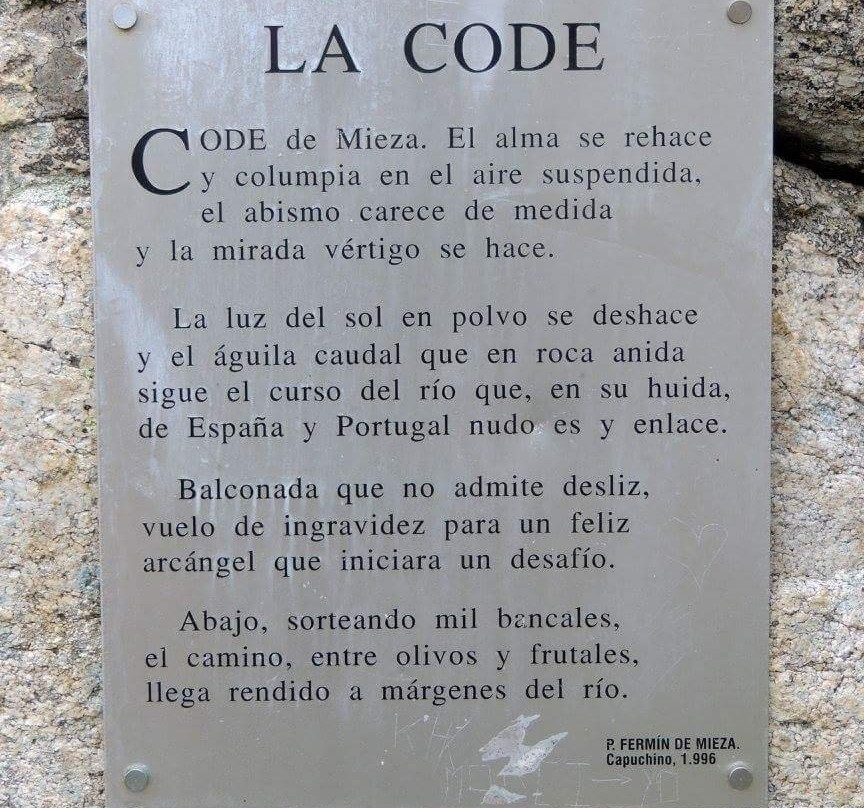 LA CODE
CODE de Mieza. El alma se rehace
y columpia en el aire suspendida,
el abismo carece de medida
y la mirada vértigo se hace.
La luz del sol en polvo se deshace
y el águila caudal que en roca anida
sigue el curso del río que, en su huida,
de España y Portugal nudo es y enlace.
Balconada que no admite desliz,
vuelo de ingravidez para un feliz
arcángel que iniciara un desafío.
Abajo, sorteando mil bancales,
el camino, entre olivos y frutales,
llega rendido a márgenes del río.
P. FERMÍN DE MIEZA.
Capuchino, 1.996